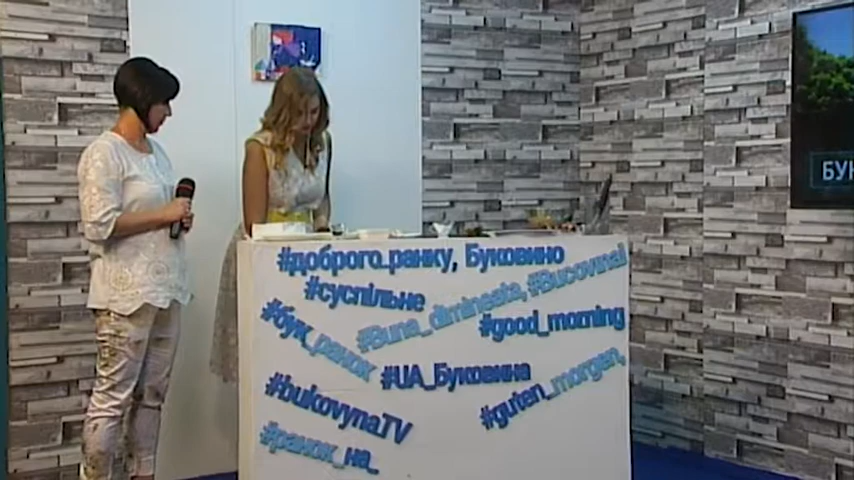 #доброго_ранку, Буковино
#суспільне
#Buna_dimineata, #Bucovina!
#бук_ранок
#good_morning
#UA_Буковина
#bukovynaTV
#guten_morgen,
#ранок_на_
БУК